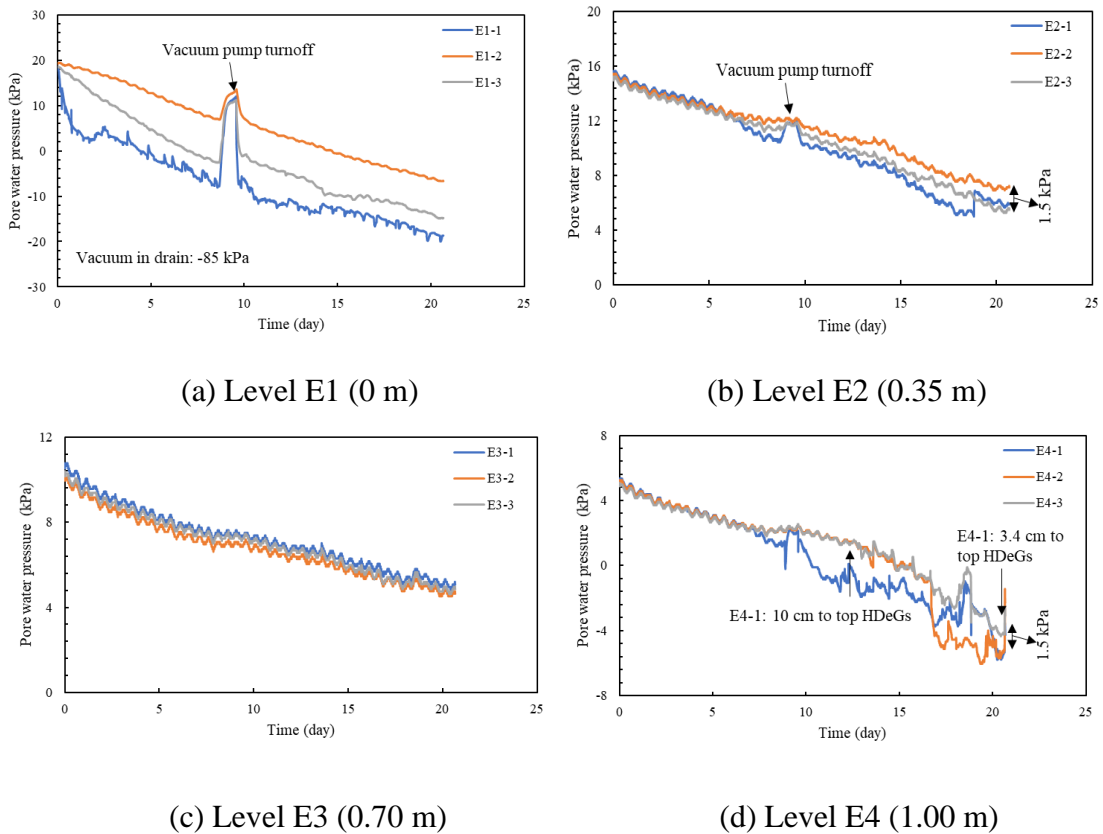 30
20
10
0
-10
-20
-30
Pore water pressure (kPa)
Vacuum pump turnoff
E1-1
E1-2
E1-3
Vacuum in drain: -85 kPa
0 5 10 15 20 25
Time (day)
(a) Level E1 (0 m)
20
16
12
8
4
0
Pore water pressure (kPa)
Vacuum pump turnoff
E2-1
E2-2
E2-3
1.5 kPa
0 5 10 15 20 25
Time (day)
(b) Level E2 (0.35 m)
12
8
4
0
Pore water pressure (kPa)
E3-1
E3-2
E3-3
0 5 10 15 20 25
Time (day)
(c) Level E3 (0.70 m)
8
4
0
-4
-8
Pore water pressure (kPa)
E4-1
E4-2
E4-3
E4-1: 3.4 cm to
top HDeGs
E4-1: 10 cm to top HDeGs
1.5 kPa
0 5 10 15 20 25
Time (day)
(d) Level E4 (1.00 m)